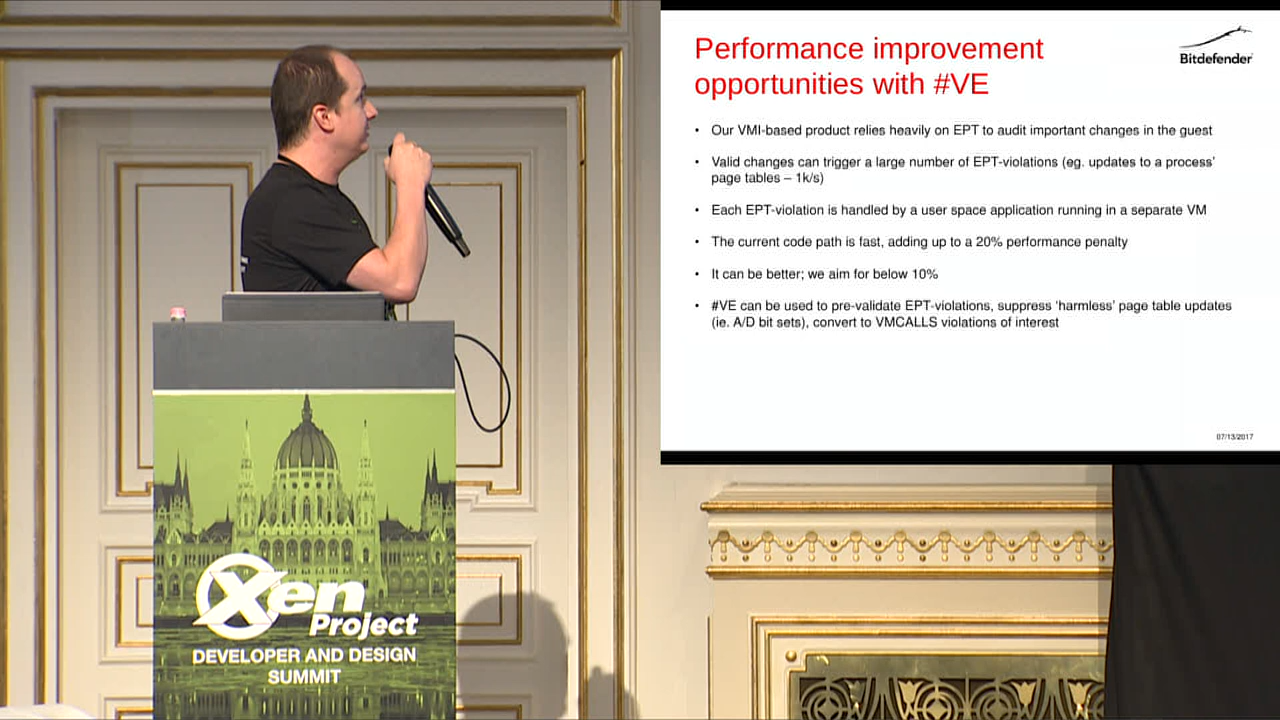 Performance improvement
opportunities with #VE
Bitdefender
• Our VMI-based product relies heavily on EPT to audit important changes in the guest
• Valid changes can trigger a large number of EPT-violations (eg. updates to a process'
page tables – 1k/s)
• Each EPT-violation is handled by a user space application running in a separate VM
• The current code path is fast, adding up to a 20% performance penalty
• It can be better; we aim for below 10%
• #VE can be used to pre-validate EPT-violations, suppress 'harmless' page table updates
(ie. A/D bit sets), convert to VMCALLS violations of interest
07/13/2017
Xen
Project
DEVELOPER AND DESIGN
SUMMIT